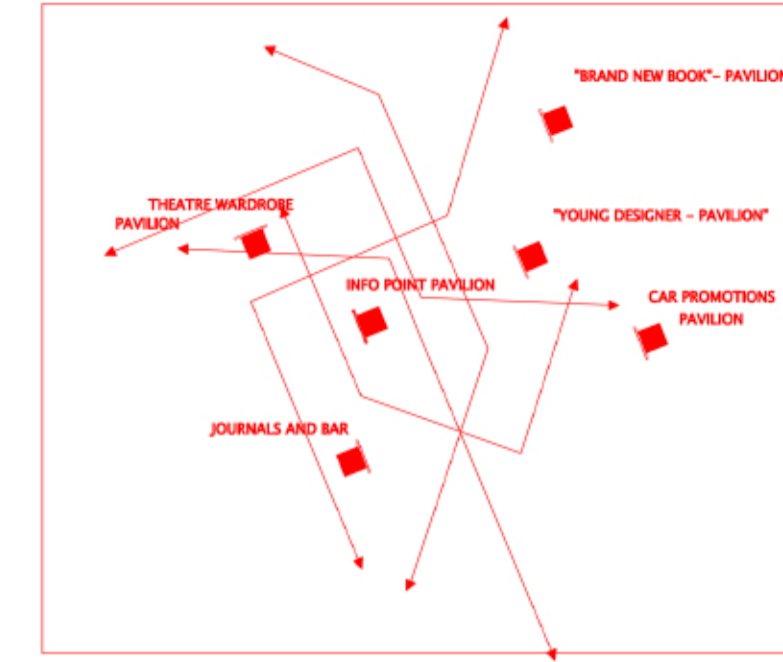 "BRAND NEW BOOK"- PAVILION
THEATRE WARDROBE
PAVILION
"YOUNG DESIGNER - PAVILION"
INFO POINT PAVILION
CAR PROMOTIONS
PAVILION
JOURNALS AND BAR